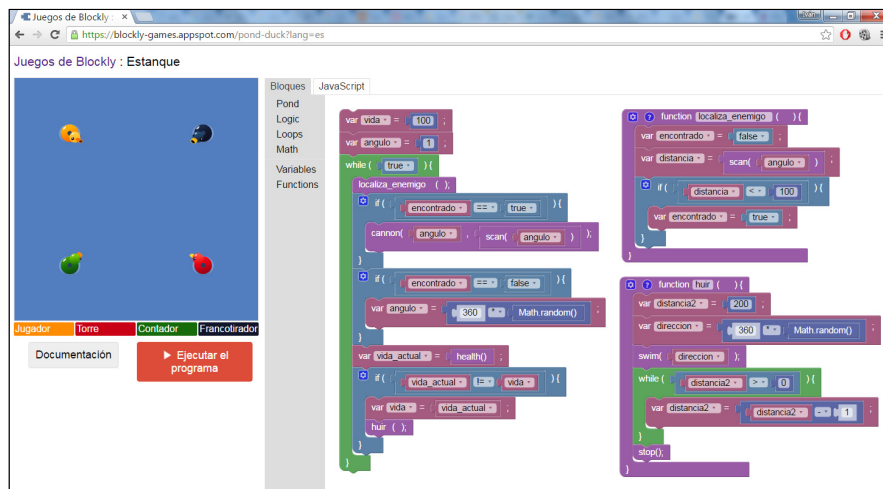 Juegos de Blockly :
https://blockly-games.appspot.com/pond-duck?lang=es
Juegos de Blockly : Estanque
Bloques JavaScript
Pond
Logic
Loops
Math
Variables
Functions
Jugador Torre Contador Francotirador
Documentación
Ejecutar el
programa
var vida = 100 ;
var angulo = 1 ;
while ( true ) {
localiza_enemigo ( );
if ( encontrado == true ) {
cannon( angulo , scan( angulo ) );
}
if ( encontrado == false ) {
var angulo = 360 * Math.random() ;
}
var vida_actual = health() ;
if ( vida_actual != vida ) {
var vida = vida_actual ;
huir ( );
}
}
? function localiza_enemigo ( ) {
var encontrado = false ;
var distancia = scan( angulo ) ;
if ( distancia < 100 ) {
var encontrado = true ;
}
}
? function huir ( ) {
var distancia2 = 200 ;
var direccion = 360 * Math.random() ;
swim( direccion );
while ( distancia2 > 0 ) {
var distancia2 = distancia2 - 1 ;
}
stop();
}